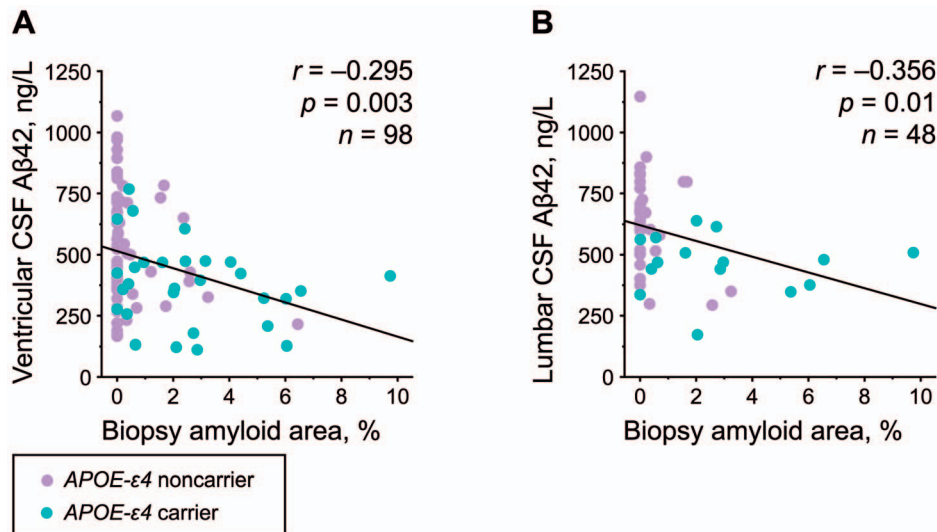 A
r = –0.295
p = 0.003
n = 98
Ventricular CSF Aβ42, ng/L
1250
1000
750
500
250
0
0 2 4 6 8 10
Biopsy amyloid area, %
B
r = –0.356
p = 0.01
n = 48
Lumbar CSF Aβ42, ng/L
1250
1000
750
500
250
0
0 2 4 6 8 10
Biopsy amyloid area, %
APOE-ε4 noncarrier
APOE-ε4 carrier